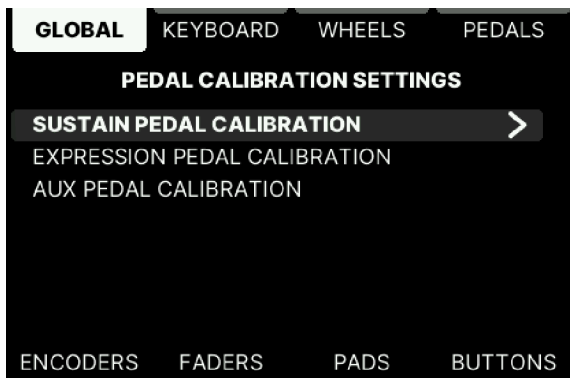 GLOBAL KEYBOARD WHEELS PEDALS
PEDAL CALIBRATION SETTINGS
SUSTAIN PEDAL CALIBRATION
EXPRESSION PEDAL CALIBRATION
AUX PEDAL CALIBRATION
ENCODERS FADERS PADS BUTTONS